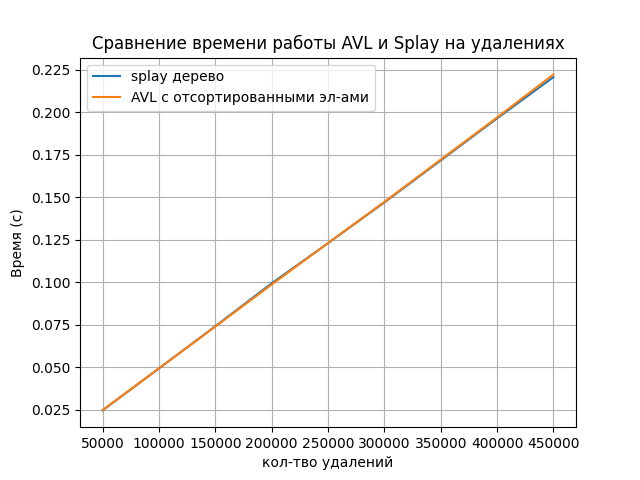 Сравнение времени работы AVL и Splay на удалениях
splay дерево
AVL с отсортированными эл-ами
0.225
0.200
0.175
0.150
0.125
0.100
0.075
0.050
0.025
Время (с)
50000 100000 150000 200000 250000 300000 350000 400000 450000
кол-тво удалений